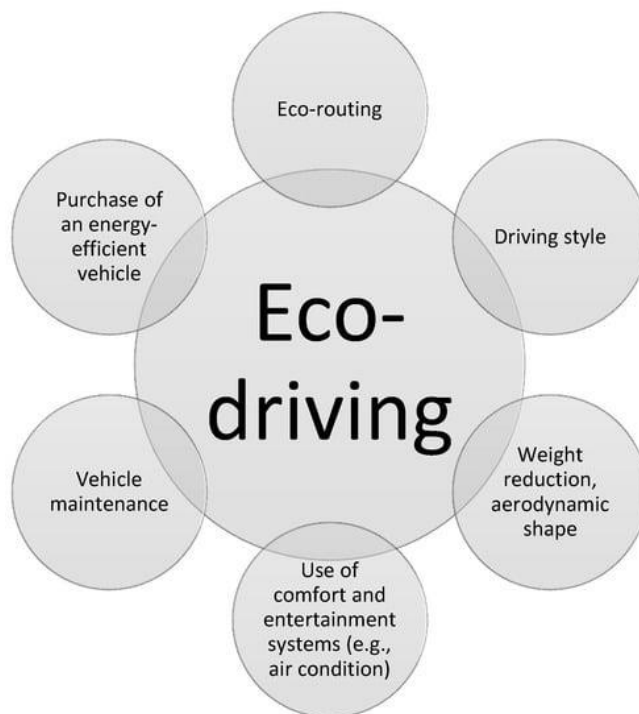 Eco-routing
Purchase of
an energy-
efficient
vehicle
Driving style
Eco-
driving
Vehicle
maintenance
Weight
reduction,
aerodynamic
shape
Use of
comfort and
entertainment
systems (e.g.,
air condition)